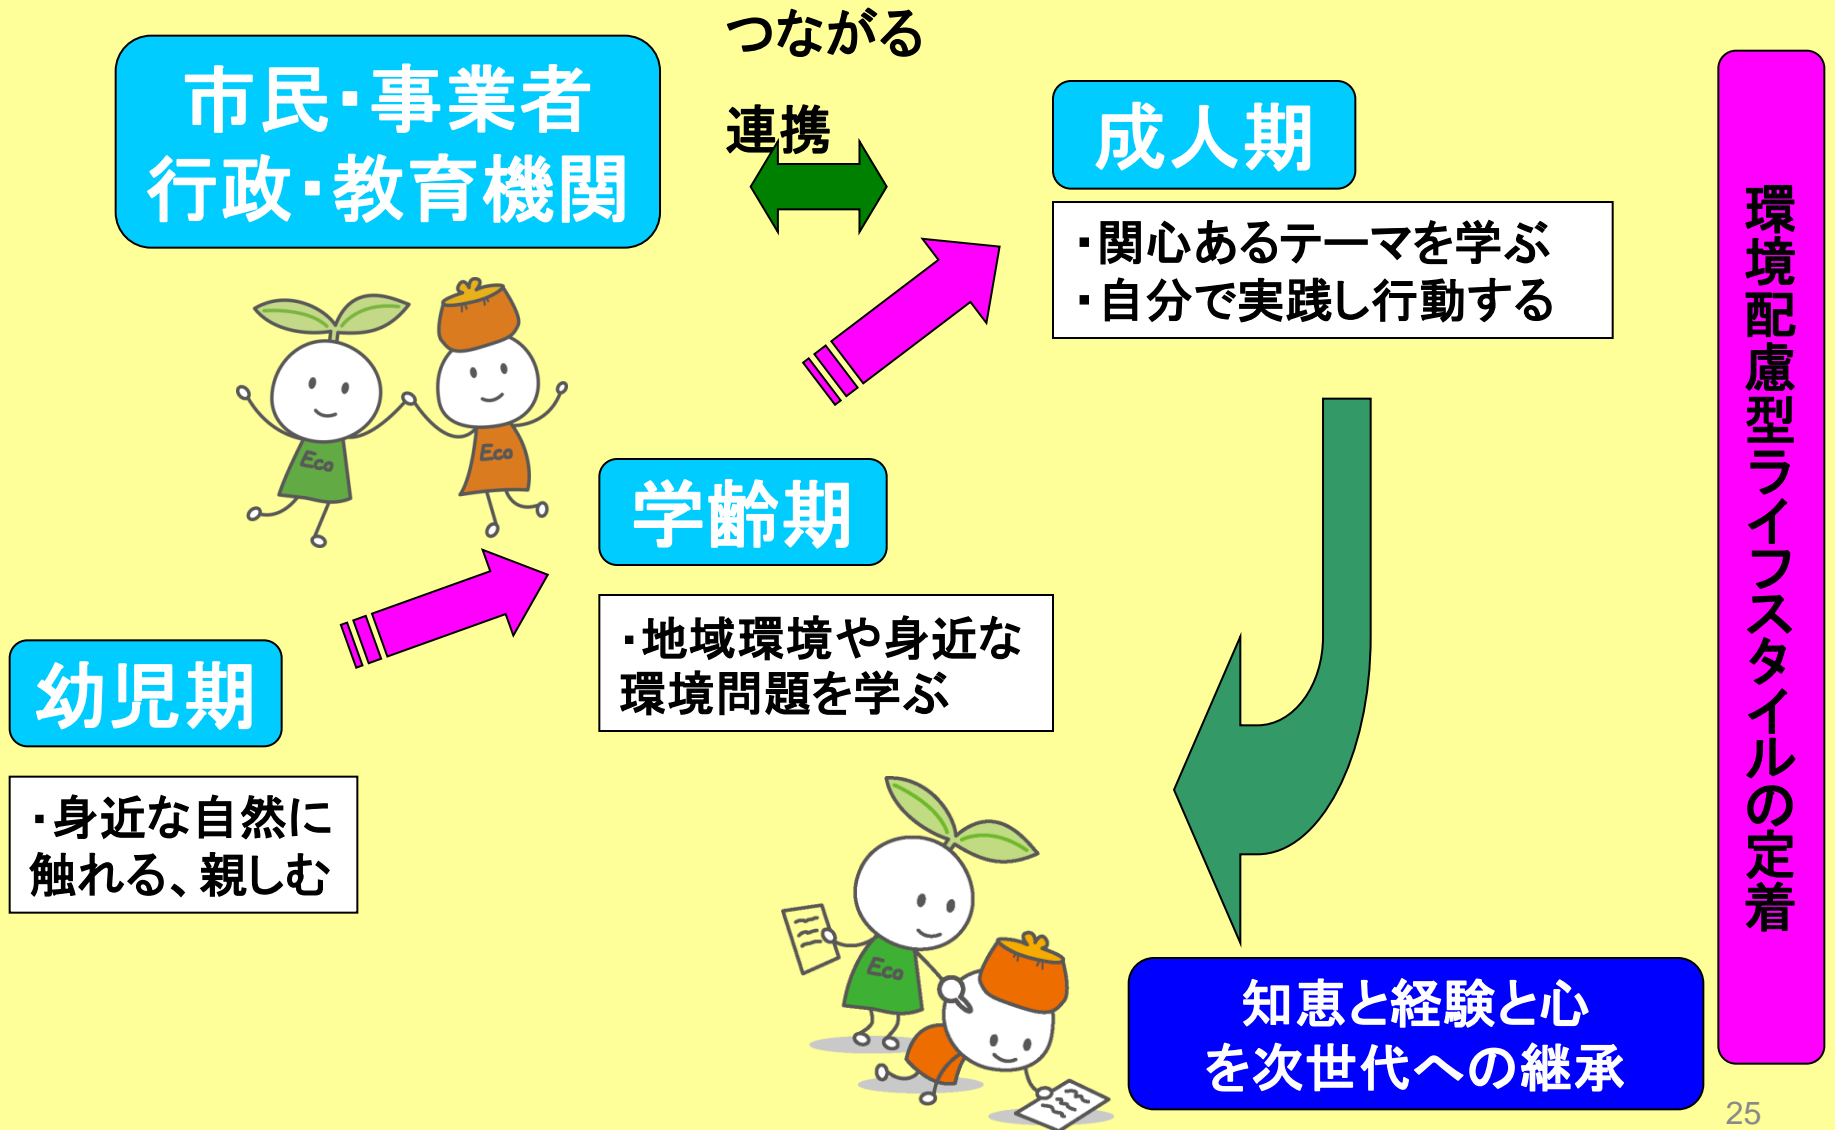 つながる
連携
市民・事業者
行政・教育機関
成人期
・関心あるテーマを学ぶ
・自分で実践し行動する
Eco
Eco
学齢期
・地域環境や身近な
環境問題を学ぶ
幼児期
・身近な自然に
触れる、親しむ
Eco
知恵と経験と心
を次世代への継承
環境配慮型ライフスタイルの定着
25